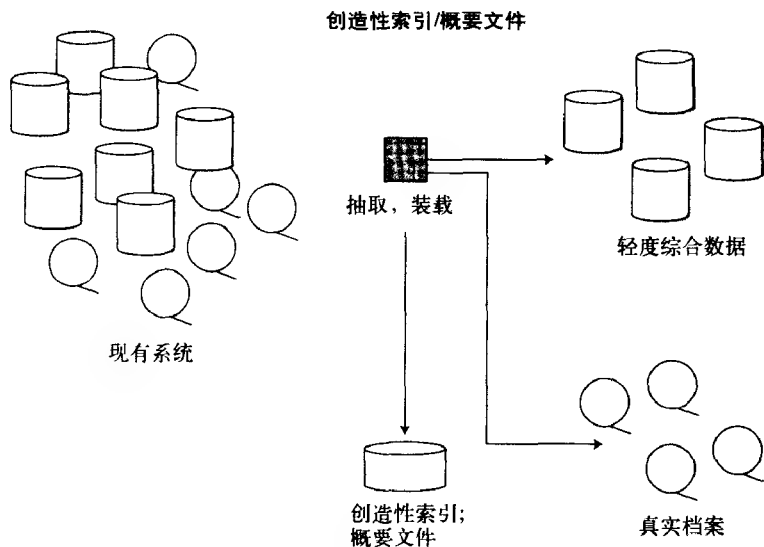 创造性索引/概要文件
抽取，装载
轻度综合数据
现有系统
创造性索引；
概要文件
真实档案